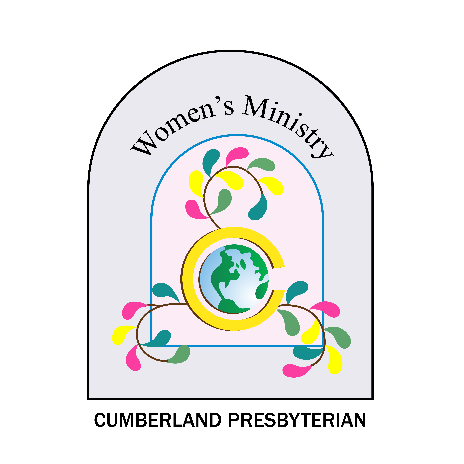 Women's Ministry
CUMBERLAND PRESBYTERIAN